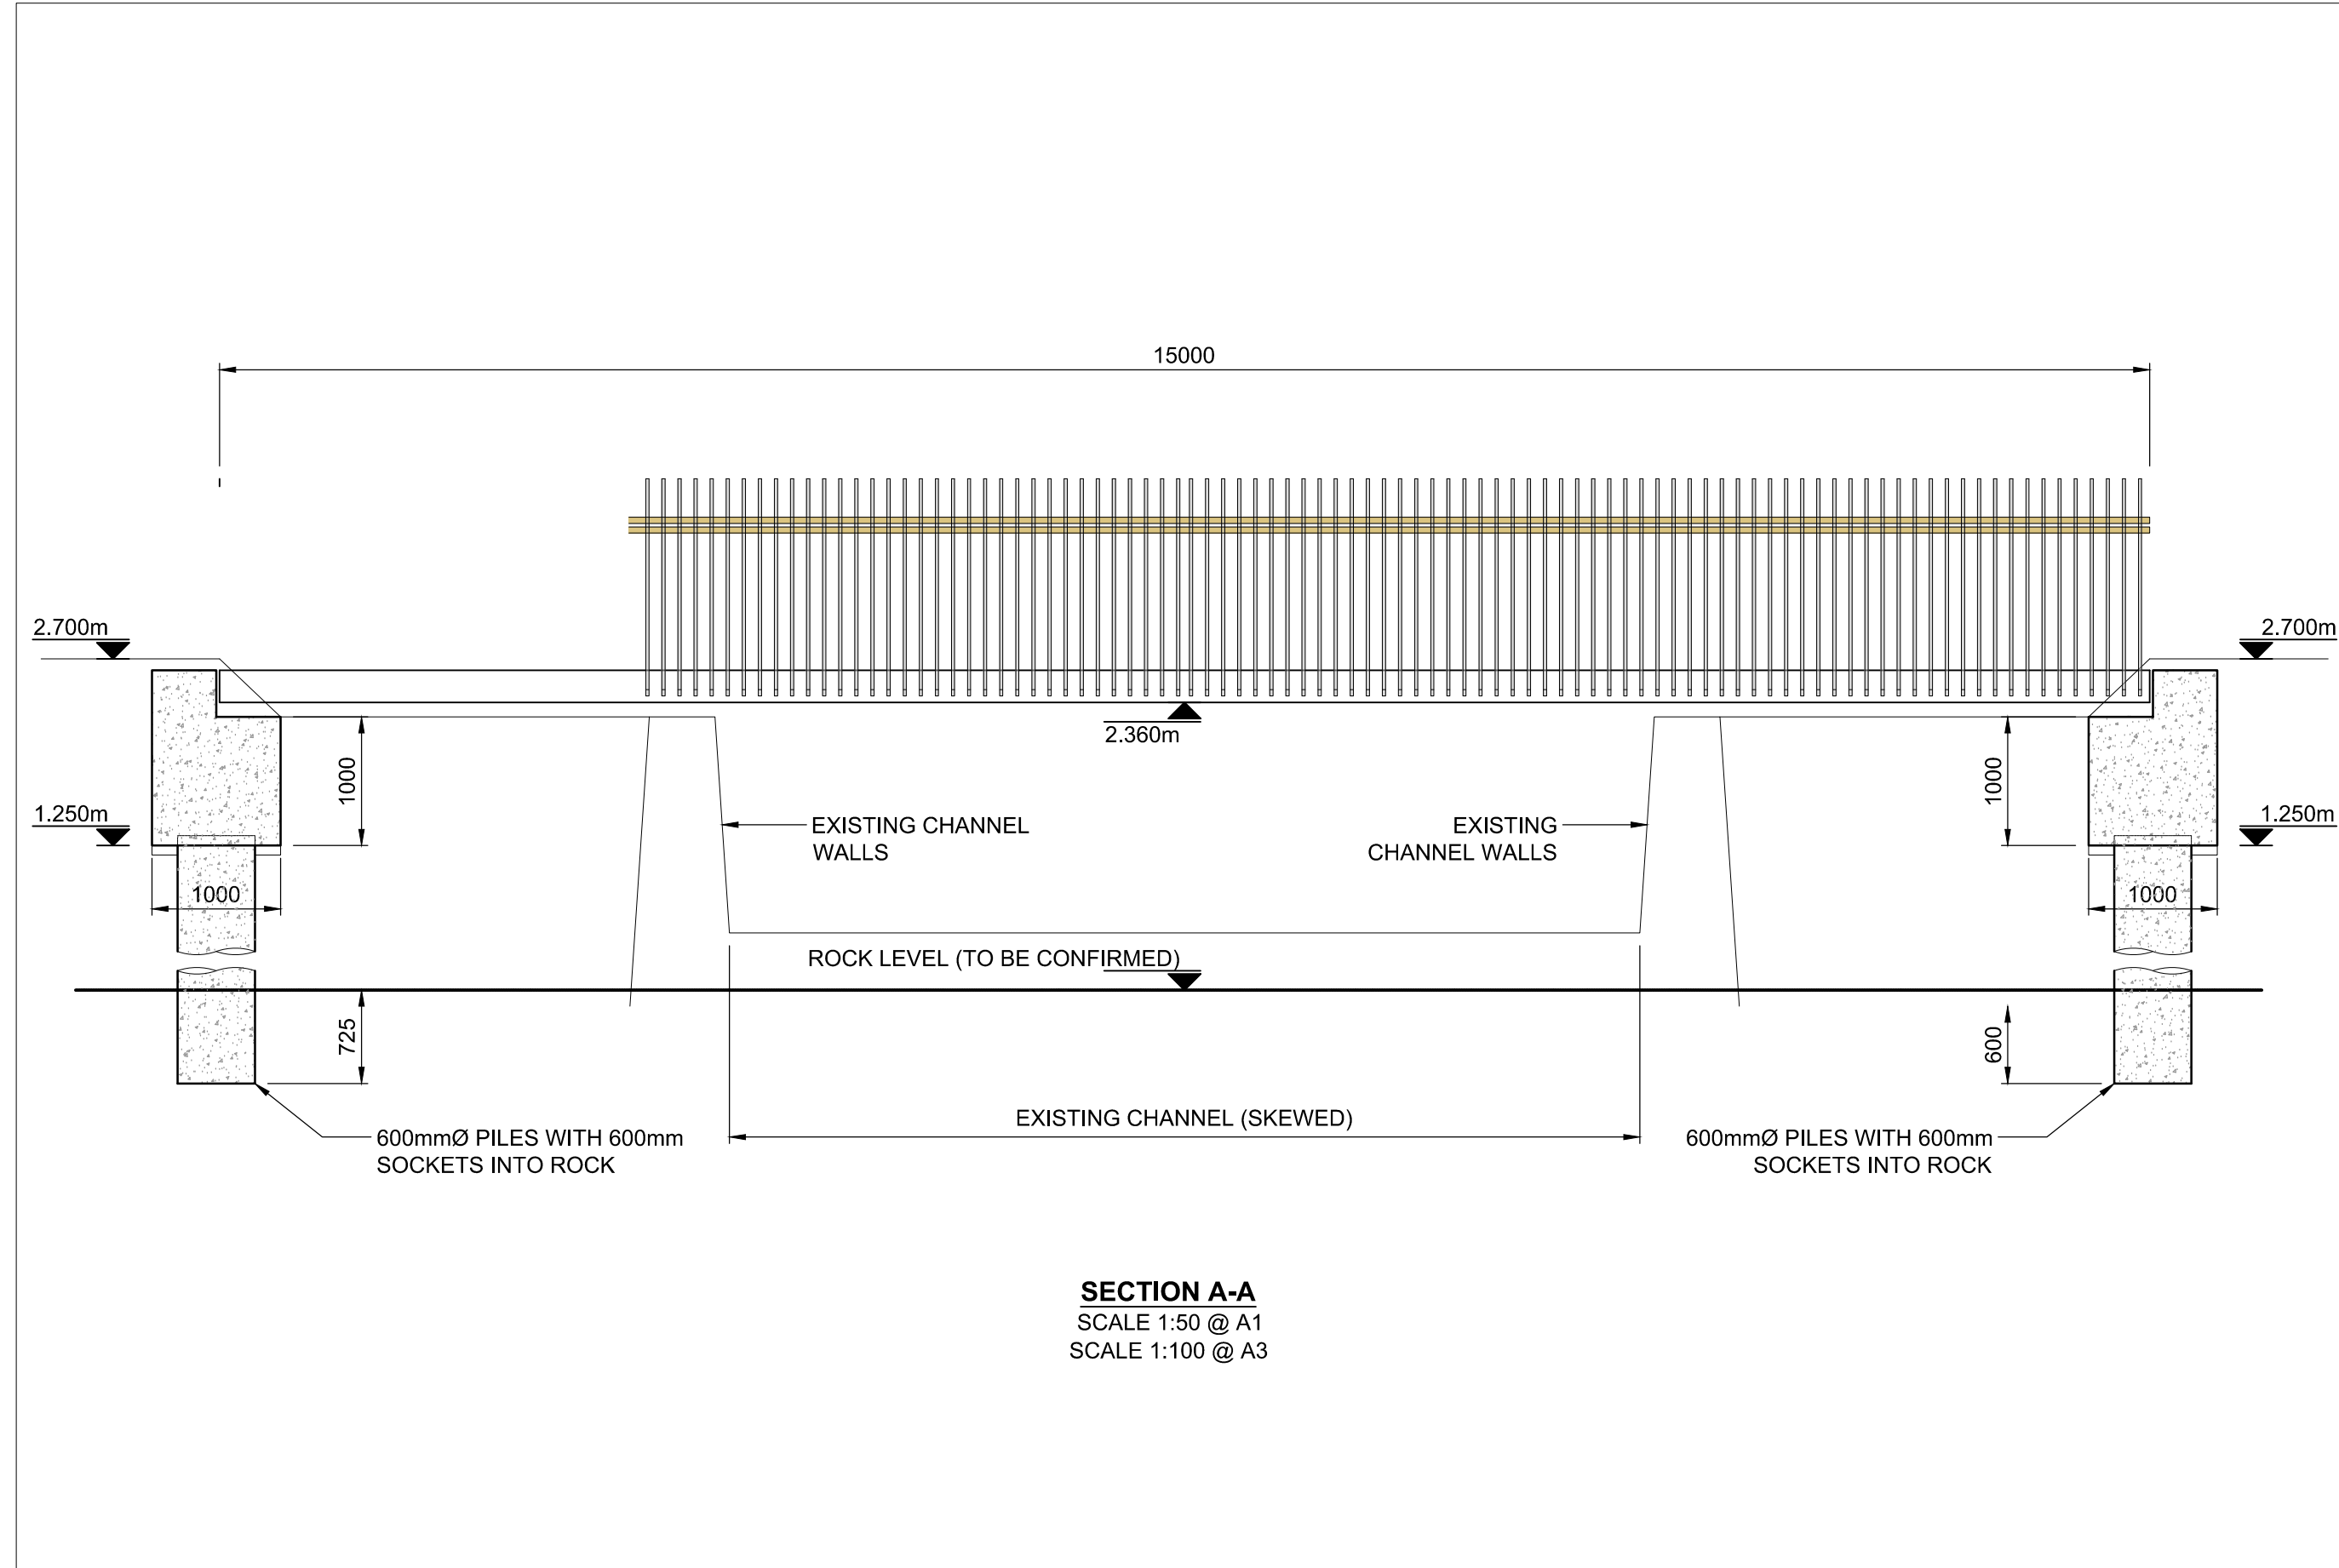 15000
2.700m
2.700m
2.360m
1000
1000
1.250m
1.250m
EXISTING CHANNEL
WALLS
EXISTING
CHANNEL WALLS
1000
1000
ROCK LEVEL (TO BE CONFIRMED)
725
600
EXISTING CHANNEL (SKEWED)
600mmØ PILES WITH 600mm
SOCKETS INTO ROCK
600mmØ PILES WITH 600mm
SOCKETS INTO ROCK
SECTION A-A
SCALE 1:50 @ A1
SCALE 1:100 @ A3